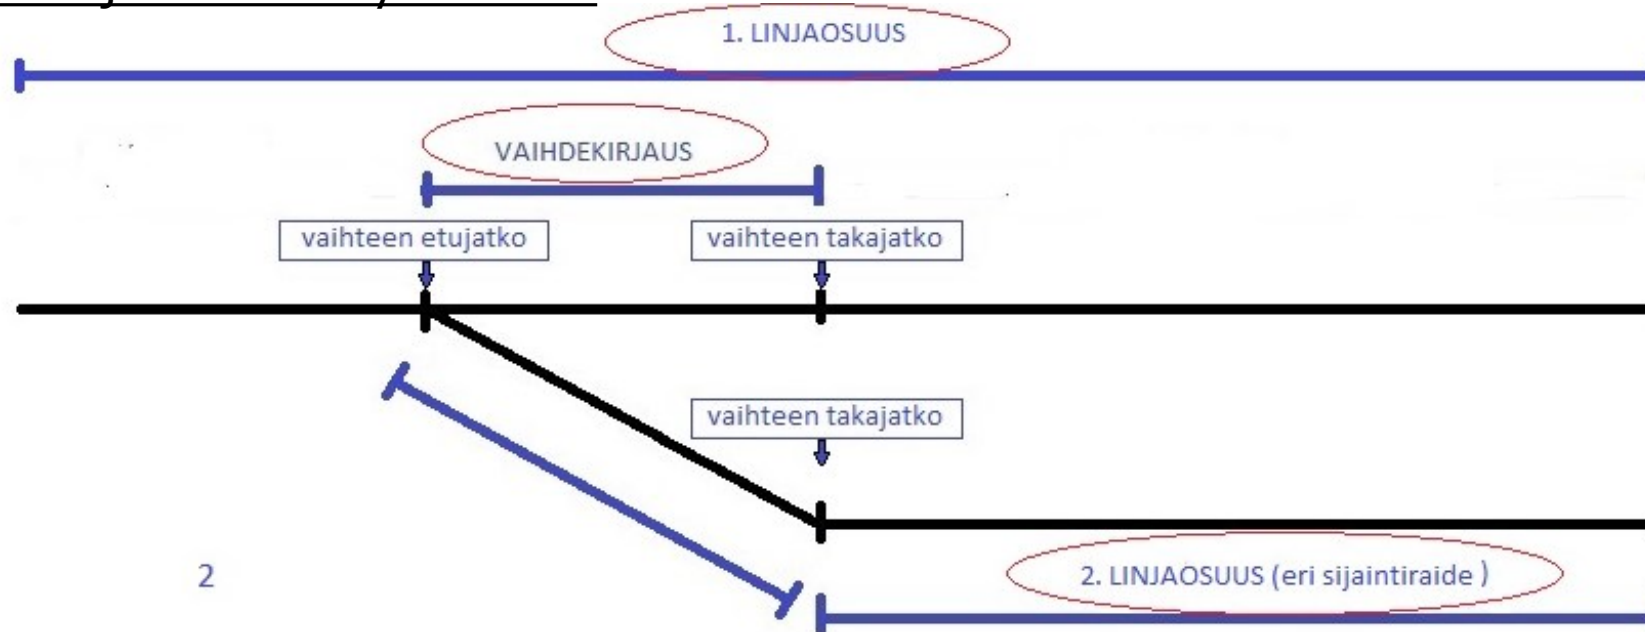 1. LINJAOSUUS
VAIHDEKIRJAUS
vaihteen etujatko
vaihteen takajatko
vaihteen takajatko
2
2. LINJAOSUUS (eri sijaintiraide )